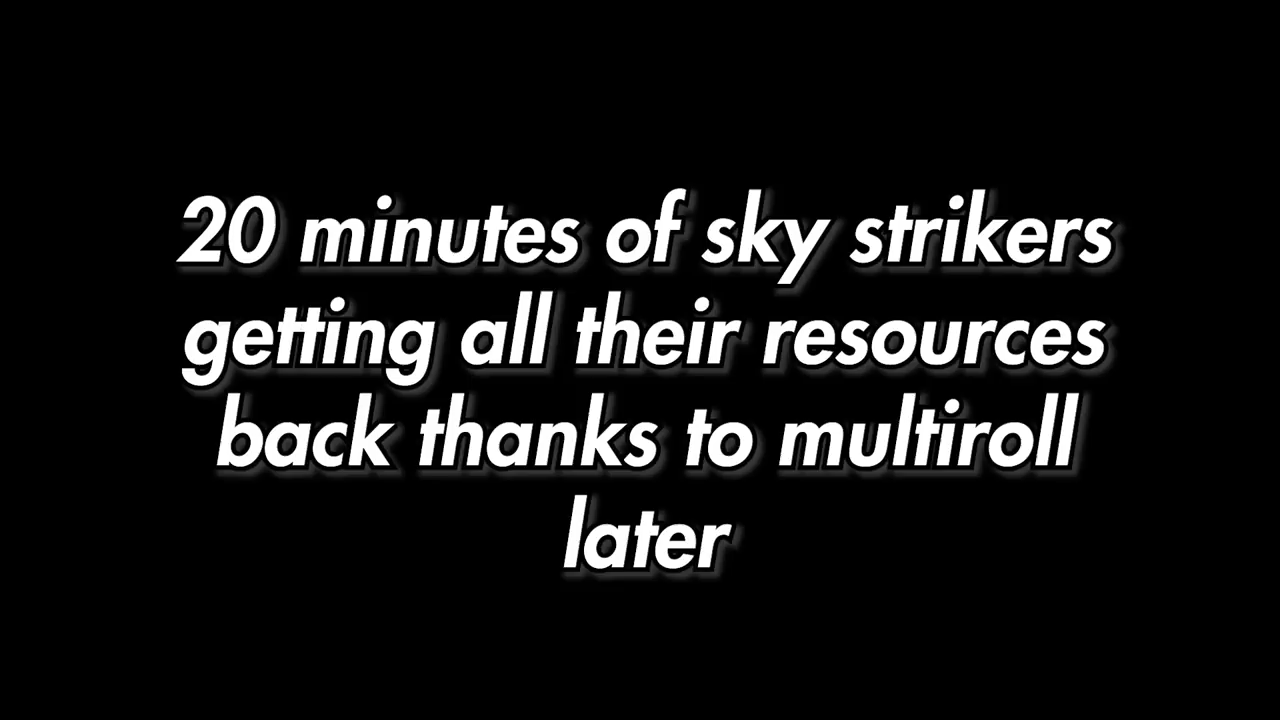 20 minutes of sky strikers
getting all their resources
back thanks to multiroll
later